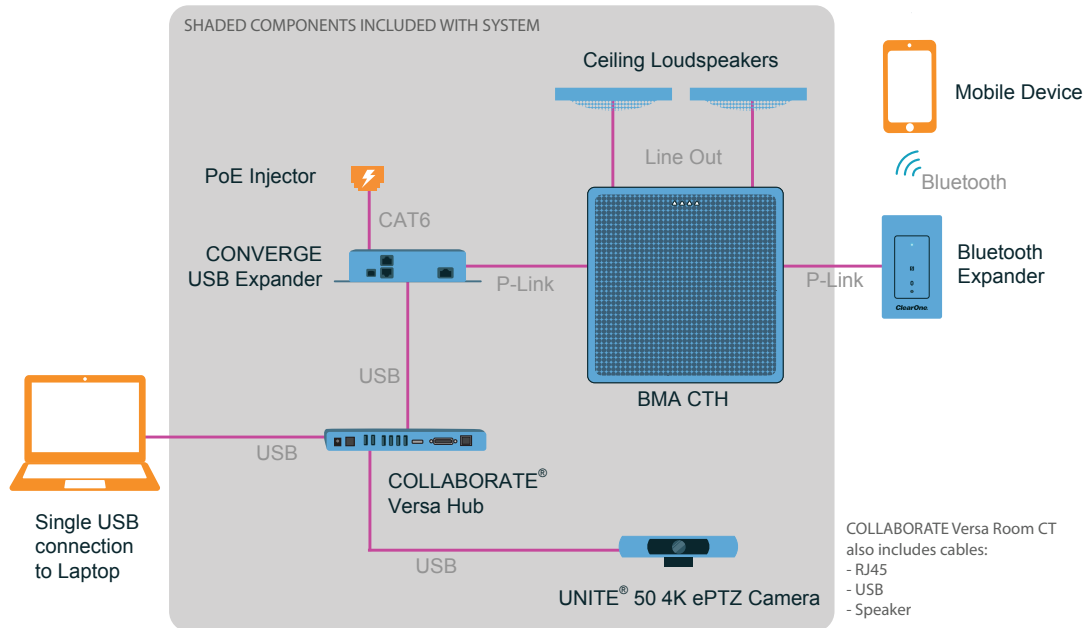 SHADED COMPONENTS INCLUDED WITH SYSTEM
Ceiling Loudspeakers
Mobile Device
Line Out
PoE Injector
Bluetooth
CAT6
CONVERGE
USB Expander
P-Link
P-Link
Bluetooth
Expander
ClearOne
USB
BMA CTH
USB
COLLABORATE®
Versa Hub
Single USB
connection
to Laptop
USB
UNITE® 50 4K ePTZ Camera
COLLABORATE Versa Room CT
also includes cables:
- RJ45
- USB
- Speaker